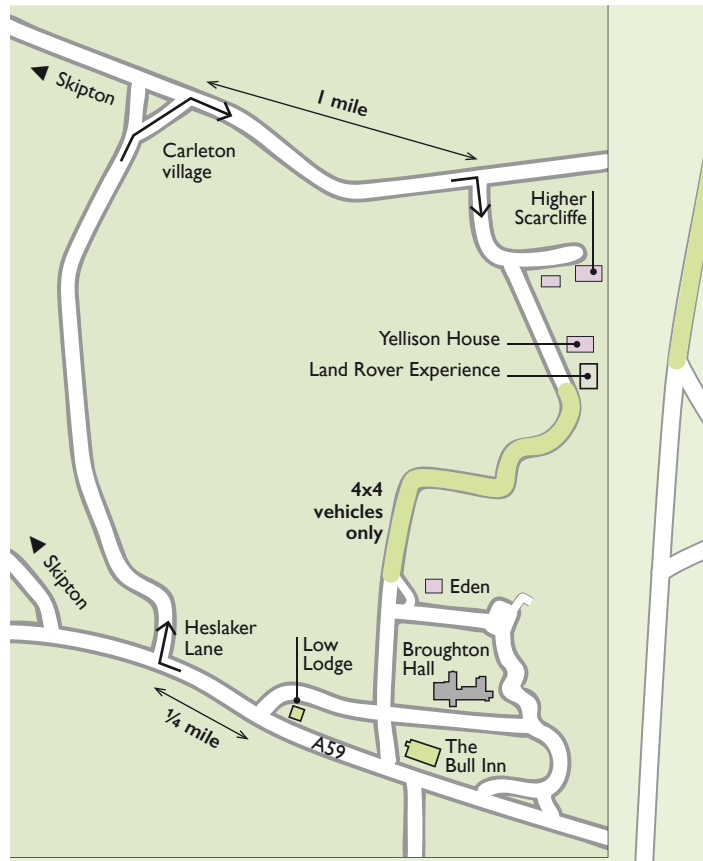 Skipton
1 mile
Carleton
village
Higher
Scarcliffe
Yellison House
Land Rover Experience
4x4
vehicles
only
Skipton
Eden
Heslaker
Lane
Low
Lodge
Broughton
Hall
¼ mile
A59
The
Bull Inn